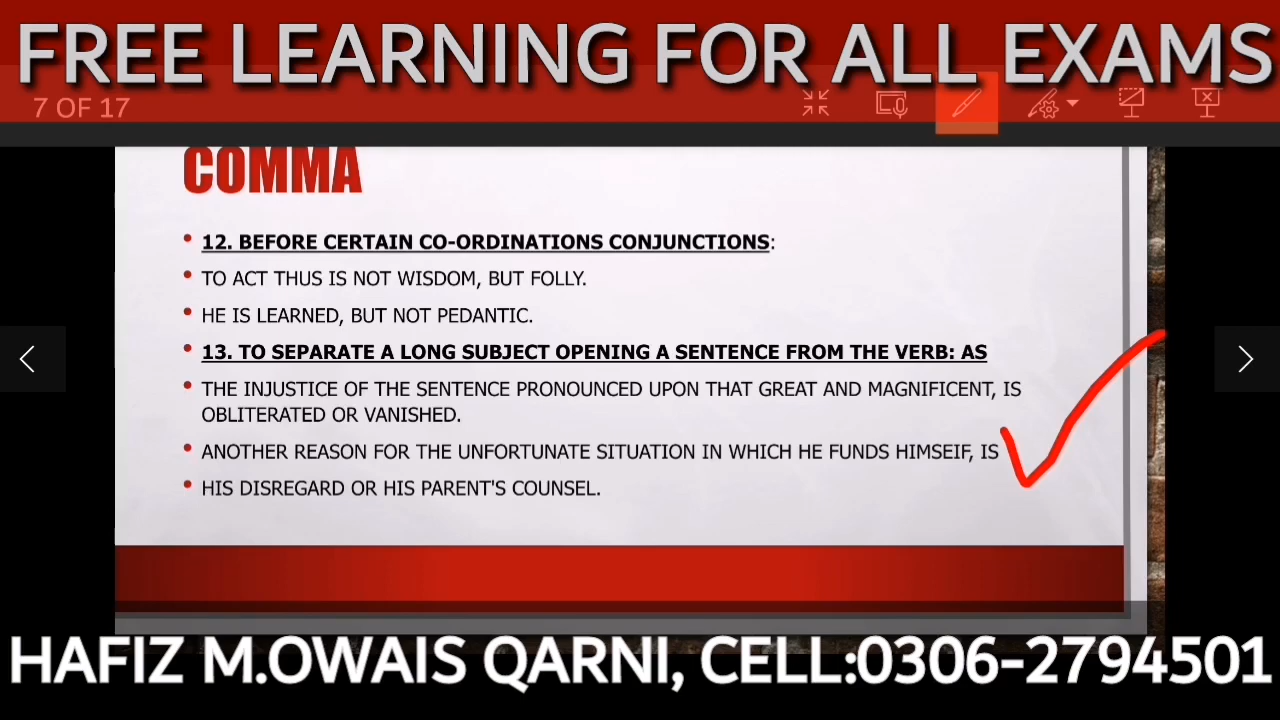 FREE LEARNING FOR ALL EXAMS
7 OF 17
COMMA
12. BEFORE CERTAIN CO-ORDINATIONS CONJUNCTIONS:
TO ACT THUS IS NOT WISDOM, BUT FOLLY.
HE IS LEARNED, BUT NOT PEDANTIC.
13. TO SEPARATE A LONG SUBJECT OPENING A SENTENCE FROM THE VERB: AS
THE INJUSTICE OF THE SENTENCE PRONOUNCED UPON THAT GREAT AND MAGNIFICENT, IS
OBLITERATED OR VANISHED.
ANOTHER REASON FOR THE UNFORTUNATE SITUATION IN WHICH HE FUNDS HIMSEIF, IS
HIS DISREGARD OR HIS PARENT'S COUNSEL.
HAFIZ M.OWAIS QARNI, CELL:0306-2794501